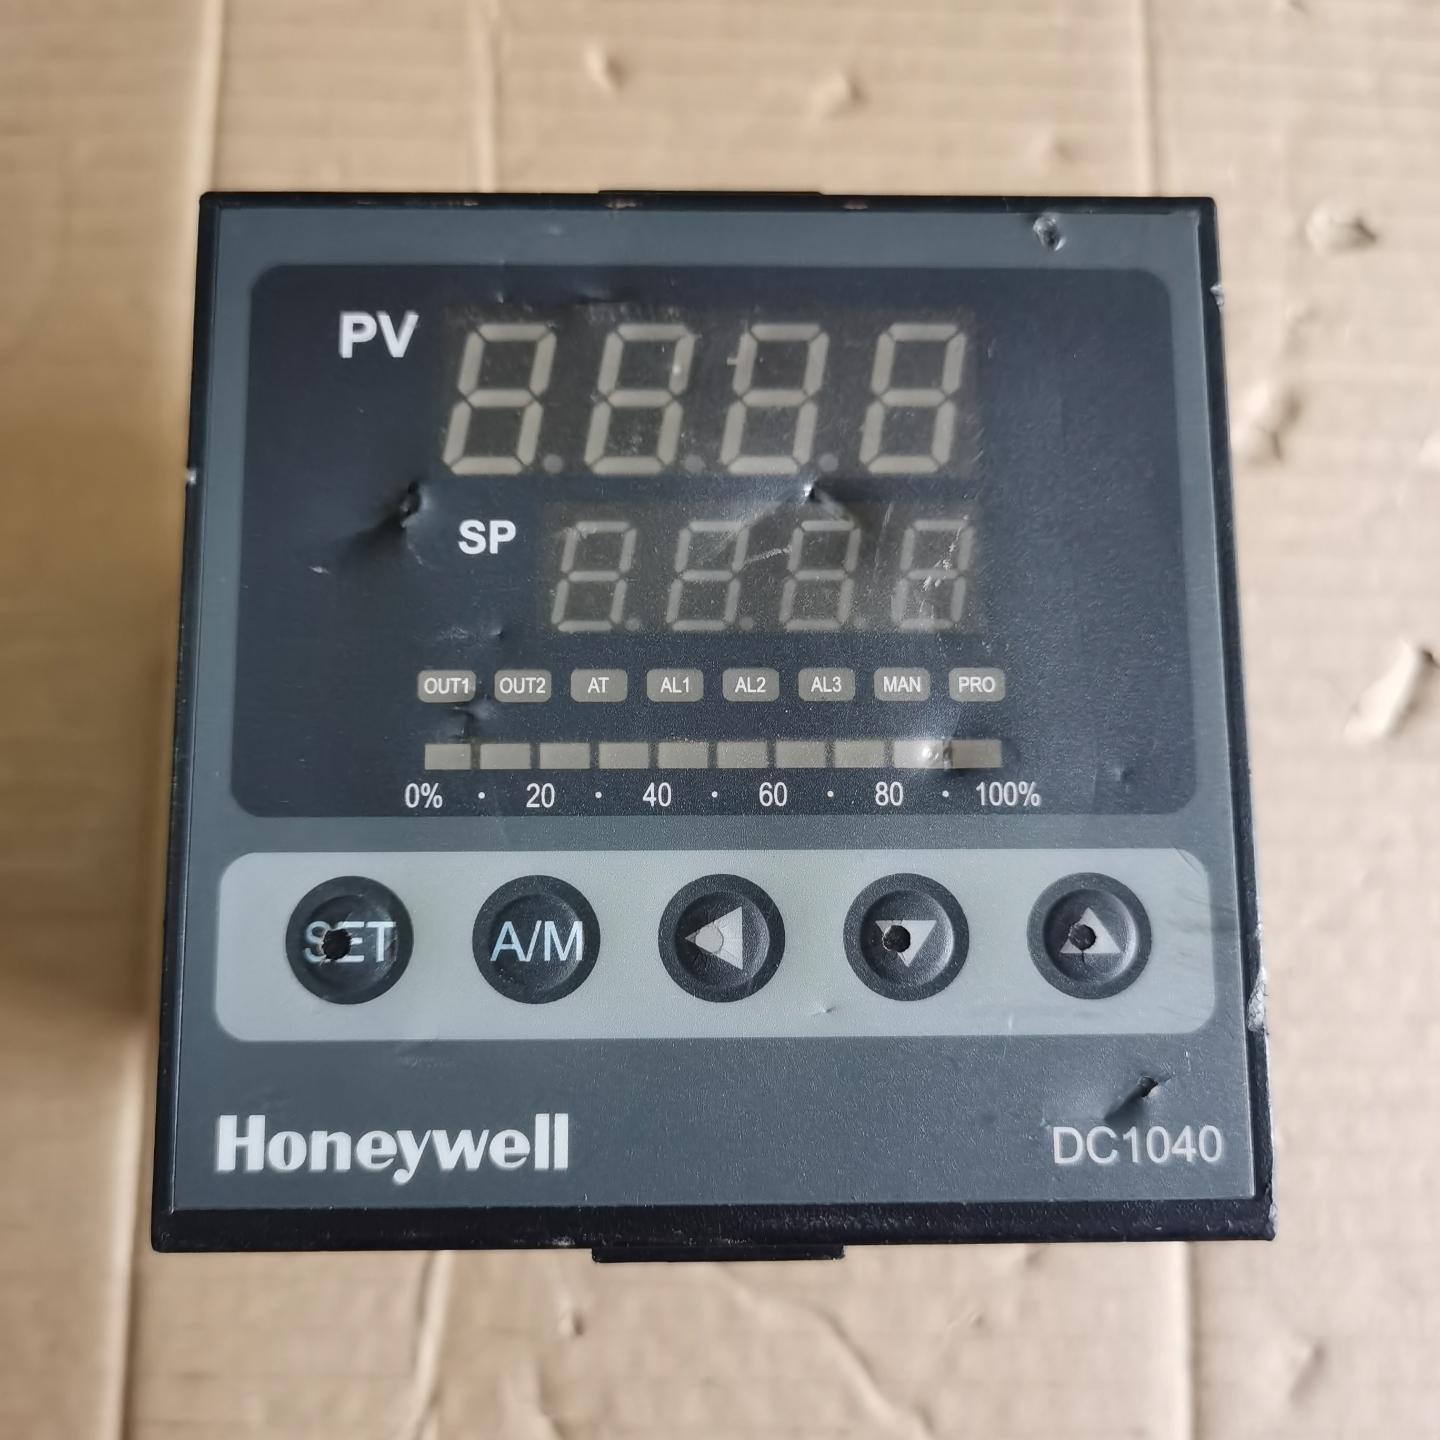 PV
SP
OUT1 OUT2 AT AL1 AL2 AL3 MAN PRO
0% · 20 · 40 · 60 · 80 · 100%
SET A/M
Honeywell DC1040